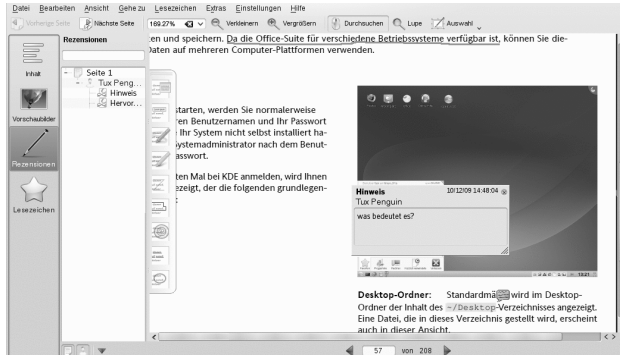 Datei Bearbeiten Ansicht Gehe zu Lesezeichen Extras Einstellungen Hilfe
Vorherige Seite Nächste Seite 169.27% Verkleinern Vergrößern Durchsuchen Lupe Auswahl
Rezensionen
Inhalt
Vorschaubilder
Rezensionen
Lesezeichen
Seite 1
Tux Peng...
Hinweis
Hervor...
en und speichern. Da die Office-Suite für verschiedene Betriebssysteme verfügbar ist, können Sie die-
Daten auf mehreren Computer-Plattformen verwenden.
starten, werden Sie normalerweise
ren Benutzernamen und Ihr Passwort
Ihr System nicht selbst installiert ha-
Systemadministrator nach dem Benut-
asswort.
ten Mal bei KDE anmelden, wird Ihnen
ezeigt, der die folgenden grundlegen-
:
Hinweis 10/12/09 14:48:04
Tux Penguin
was bedeutet es?
13:21
Desktop-Ordner: Standardmä wird im Desktop-
Ordner der Inhalt des ~/Desktop-Verzeichnisses angezeigt.
Eine Datei, die in dieses Verzeichnis gestellt wird, erscheint
auch in dieser Ansicht.
57 von 208